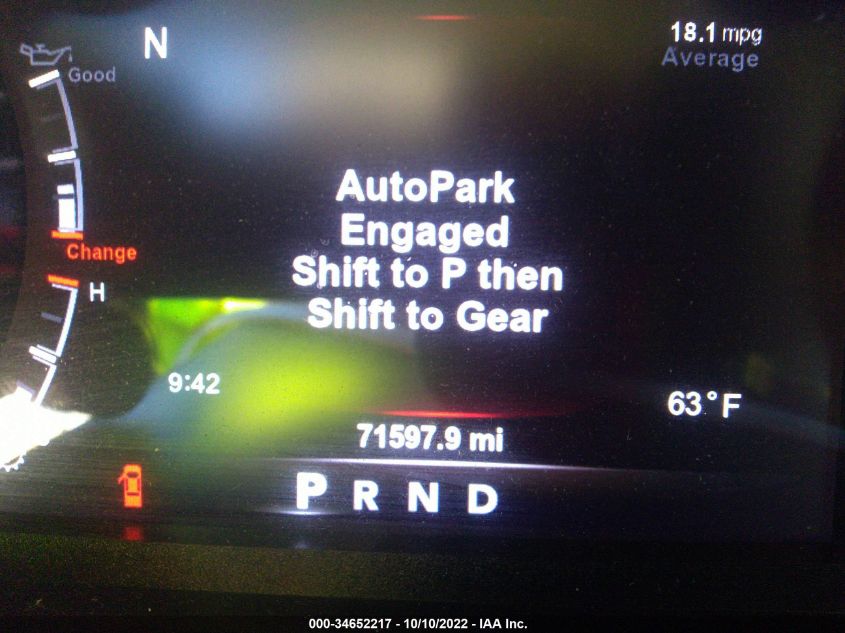 N
18.1 mpg
Average
Good
AutoPark
Engaged
Shift to P then
Shift to Gear
Change
H
9:42
63°F
71597.9 mi
P R N D
000-34652217 - 10/10/2022 - IAA Inc.